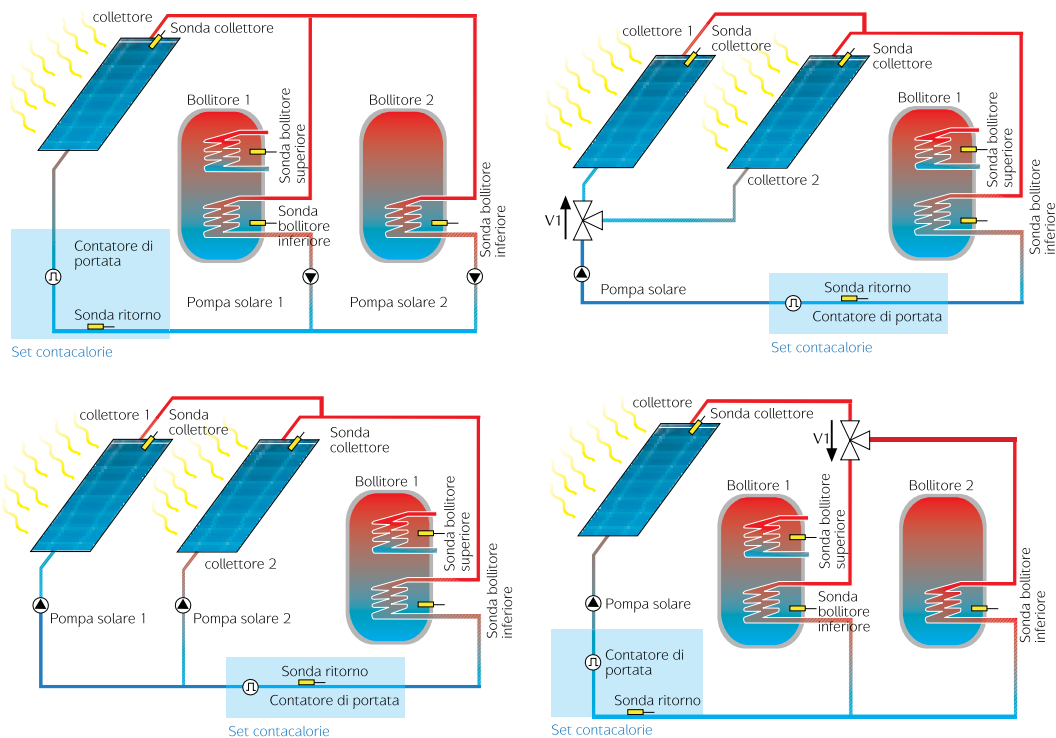 collettore
Sonda collettore
Bollitore 1
Bollitore 2
Sonda bollitore
superiore
Sonda
bollitore
inferiore
Sonda bollitore
inferiore
Contatore di
portata
Pompa solare 1
Pompa solare 2
Sonda ritorno
Set contacalorie
collettore 1
Sonda
collettore
Sonda
collettore
Bollitore 1
Sonda bollitore
superiore
collettore 2
V1
Sonda bollitore
inferiore
Pompa solare
Sonda ritorno
Contatore di portata
Set contacalorie
collettore 1
Sonda
collettore
Sonda
collettore
Bollitore 1
Sonda bollitore
superiore
collettore 2
Sonda bollitore
inferiore
Pompa solare 1
Pompa solare 2
Sonda ritorno
Contatore di portata
Set contacalorie
collettore
Sonda collettore
V1
Bollitore 1
Bollitore 2
Sonda bollitore
superiore
Sonda
bollitore
inferiore
Sonda bollitore
inferiore
Pompa solare
Contatore di
portata
Sonda ritorno
Set contacalorie